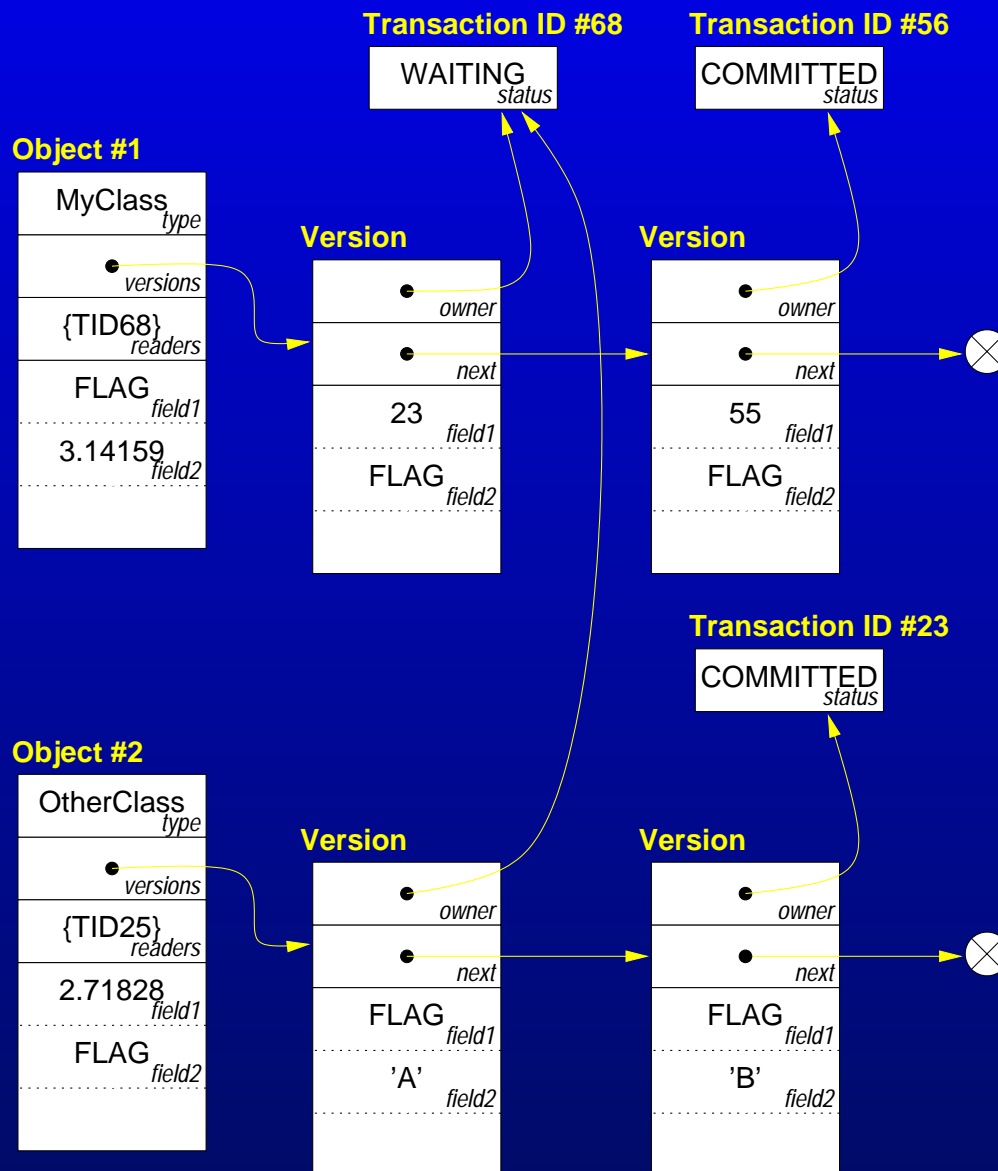 Transaction ID #68
Transaction ID #56
WAITING
status
COMMITTED
status
Object #1
MyClass
type
versions
{TID68}
readers
FLAG
field1
3.14159
field2
Version
owner
next
23
field1
FLAG
field2
Version
owner
next
55
field1
FLAG
field2
Transaction ID #23
COMMITTED
status
Object #2
OtherClass
type
versions
{TID25}
readers
2.71828
field1
FLAG
field2
Version
owner
next
FLAG
field1
'A'
field2
Version
owner
next
FLAG
field1
'B'
field2